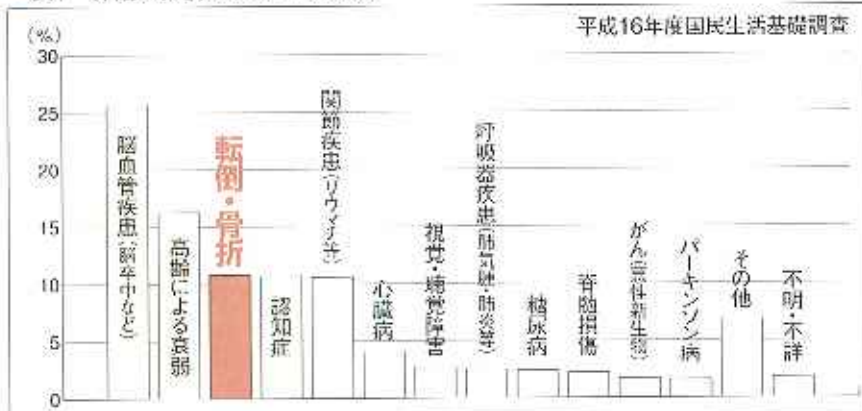 平成16年度国民生活基礎調査
(%)
30
25
20
15
10
5
0
脳血管疾患(脳卒中など)
高齢による衰弱
転倒・骨折
認知症
関節疾患(リウマチ等)
心臓病
視覚・聴覚障害
呼吸器疾患(肺気腫・肺炎等)
糖尿病
脊髄損傷
がん(悪性新生物)
パーキンソン病
その他
不明・不詳